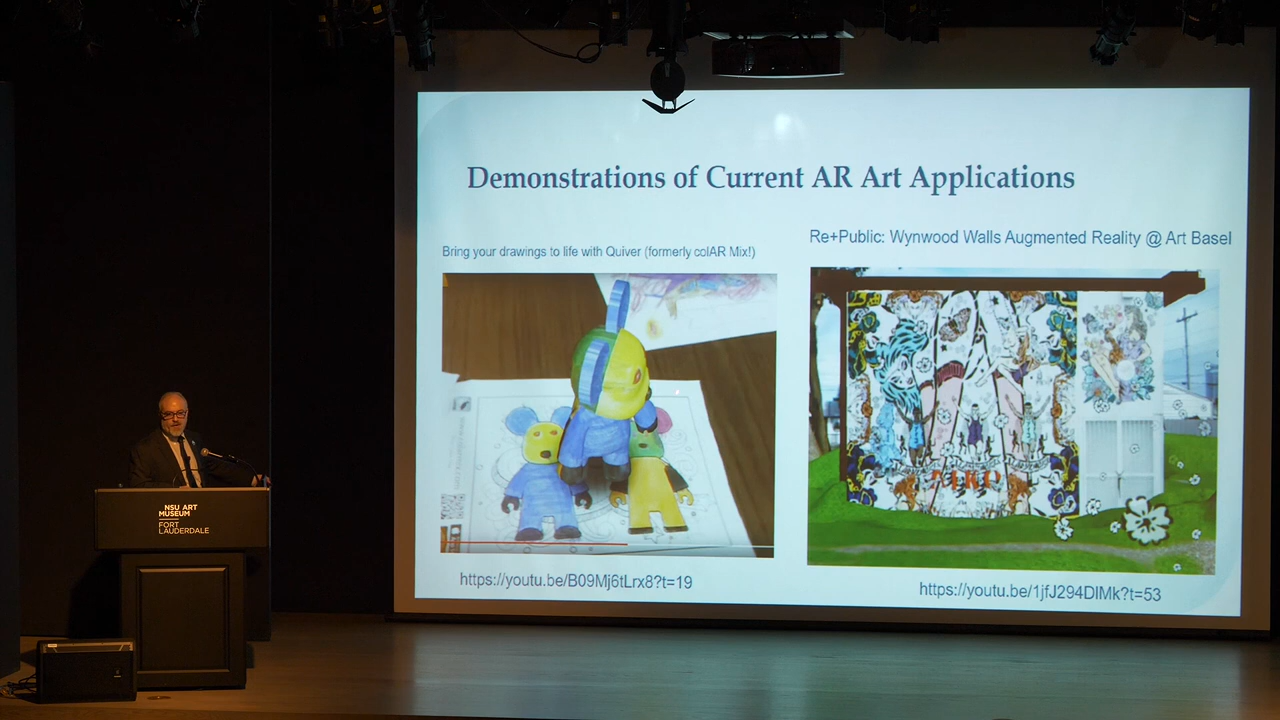 Demonstrations of Current AR Art Applications
Bring your drawings to life with Quiver (formerly colAR Mix!)
Re+Public: Wynwood Walls Augmented Reality @ Art Basel
https://youtu.be/B09Mj6tLrx8?t=19
https://youtu.be/1jfJ294DIMk?t=53
NSU ART
MUSEUM
FORT
LAUDERDALE